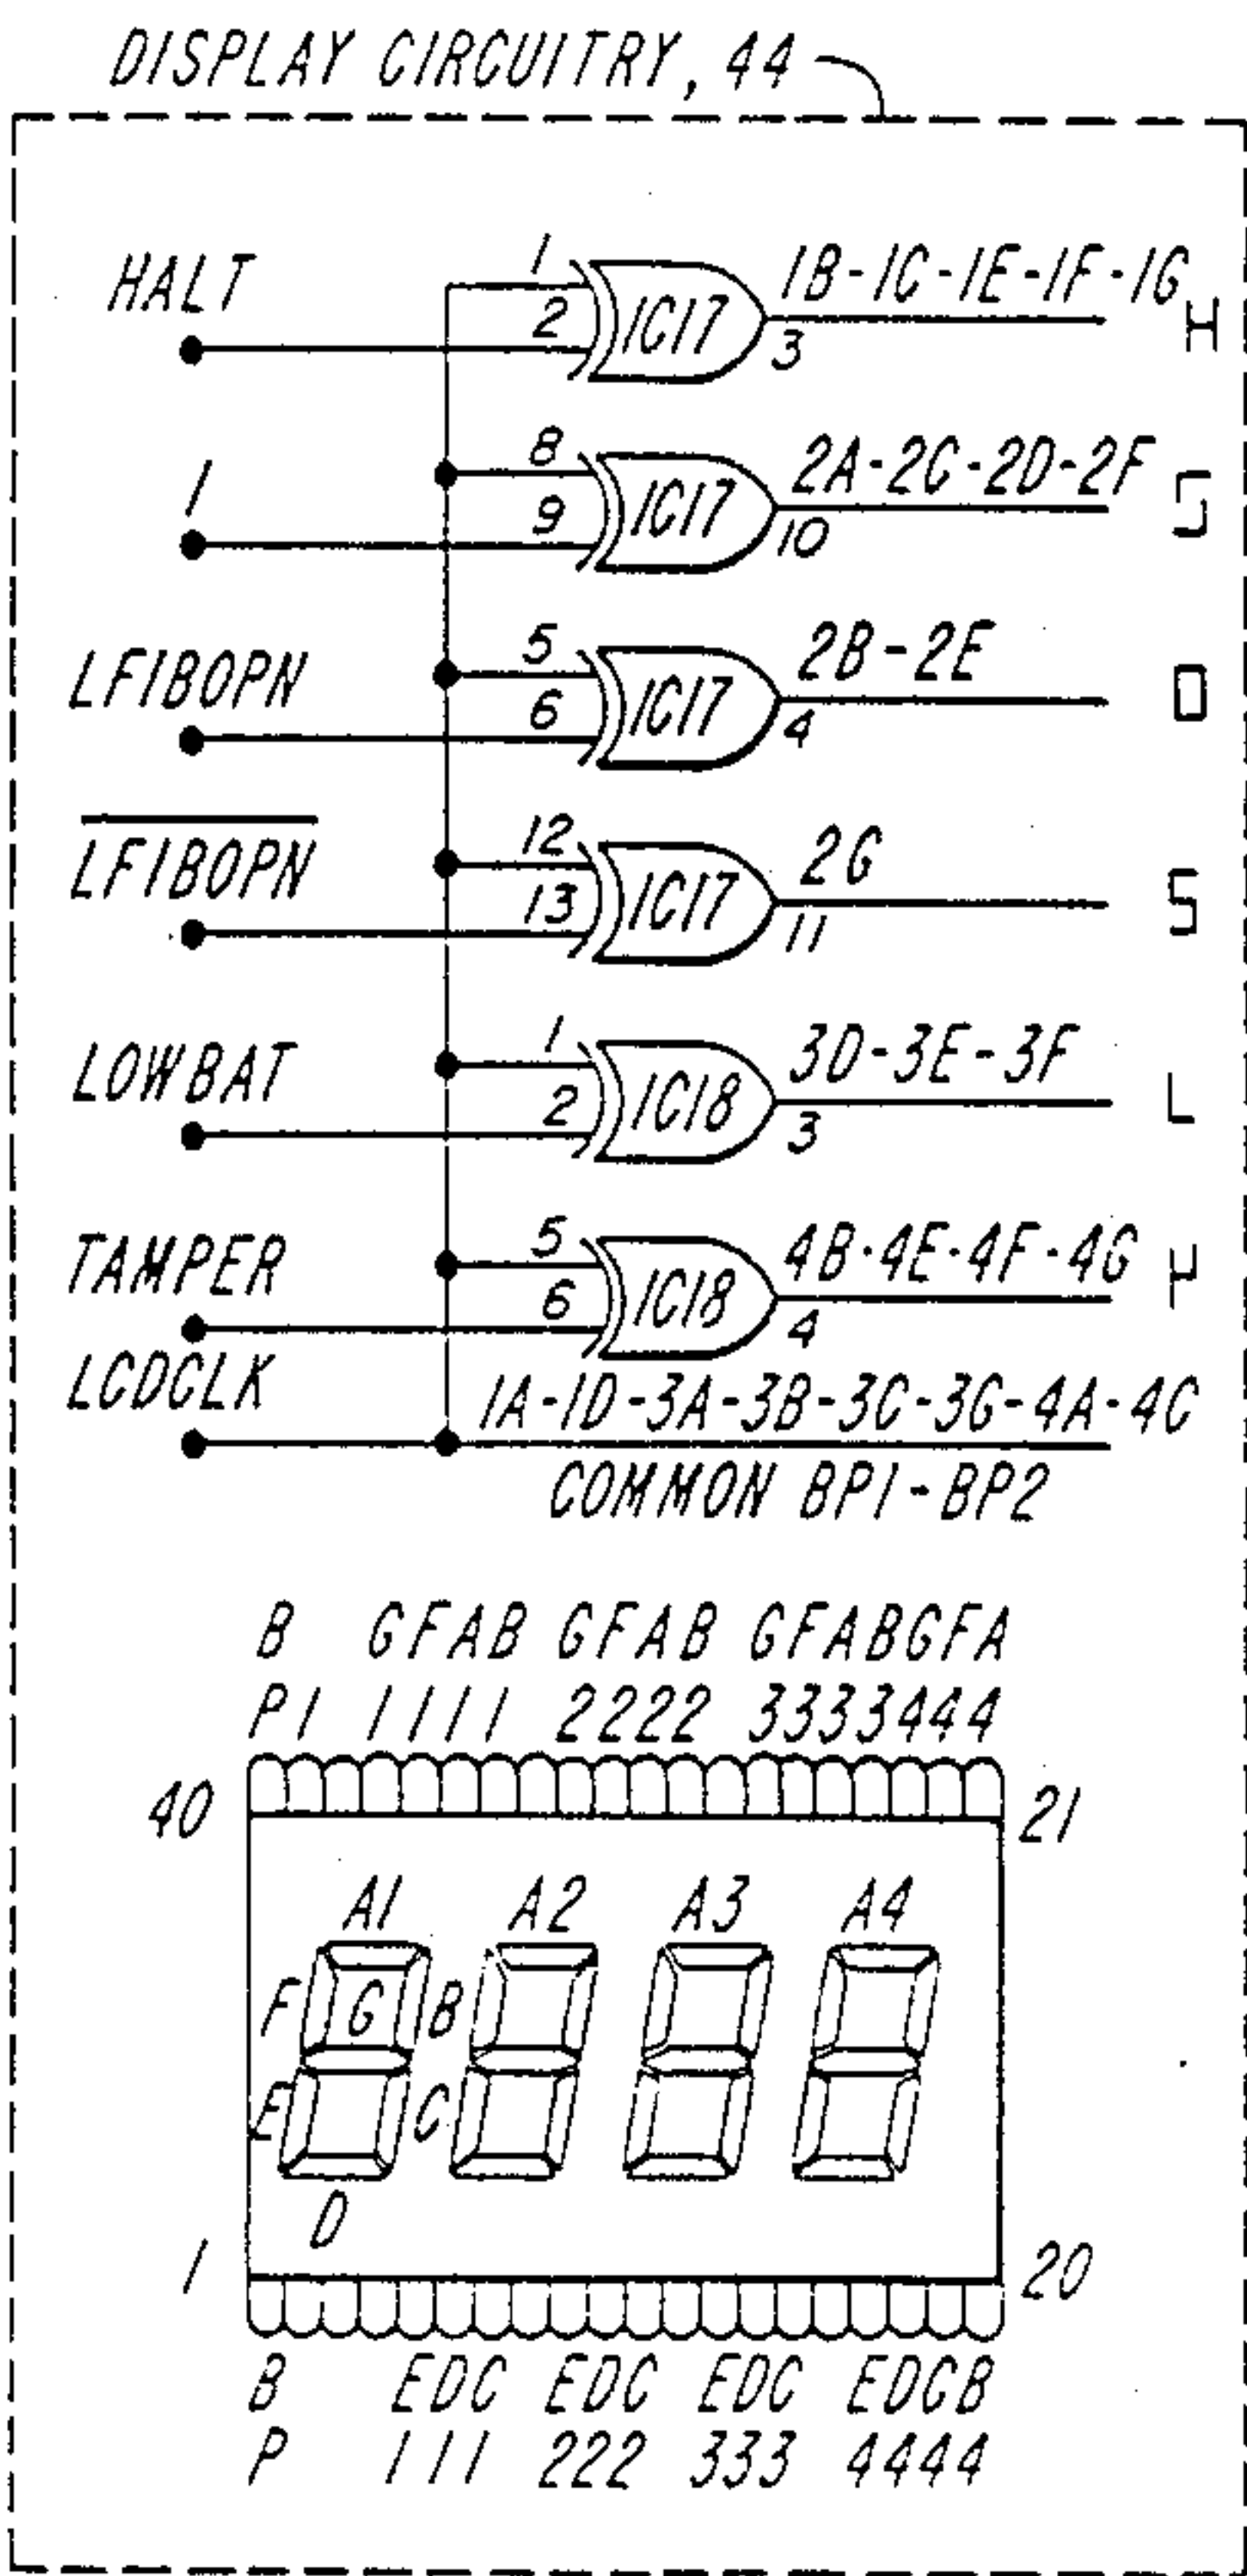 DISPLAY CIRCUITRY, 44
HALT
1
2
IC17
3
1B-1C-1E-1F-1G
H
1
8
9
IC17
10
2A-2C-2D-2F
LFIBOPN
5
6
IC17
4
2B-2E
O
LFIBOPN
12
13
IC17
11
2G
S
LOWBAT
1
2
IC18
3
3D-3E-3F
L
TAMPER
5
6
IC18
4
4B-4E-4F-4G
LCDCLK
1A-1D-3A-3B-3C-3G-4A-4C
COMMON BP1-BP2
B GFAB GFAB GFABGFA
P1 1111 2222 3333444
40
21
A1 A2 A3 A4
F G B
E C
D
1
20
B EDC EDC EDC EDCB
P 111 222 333 4444